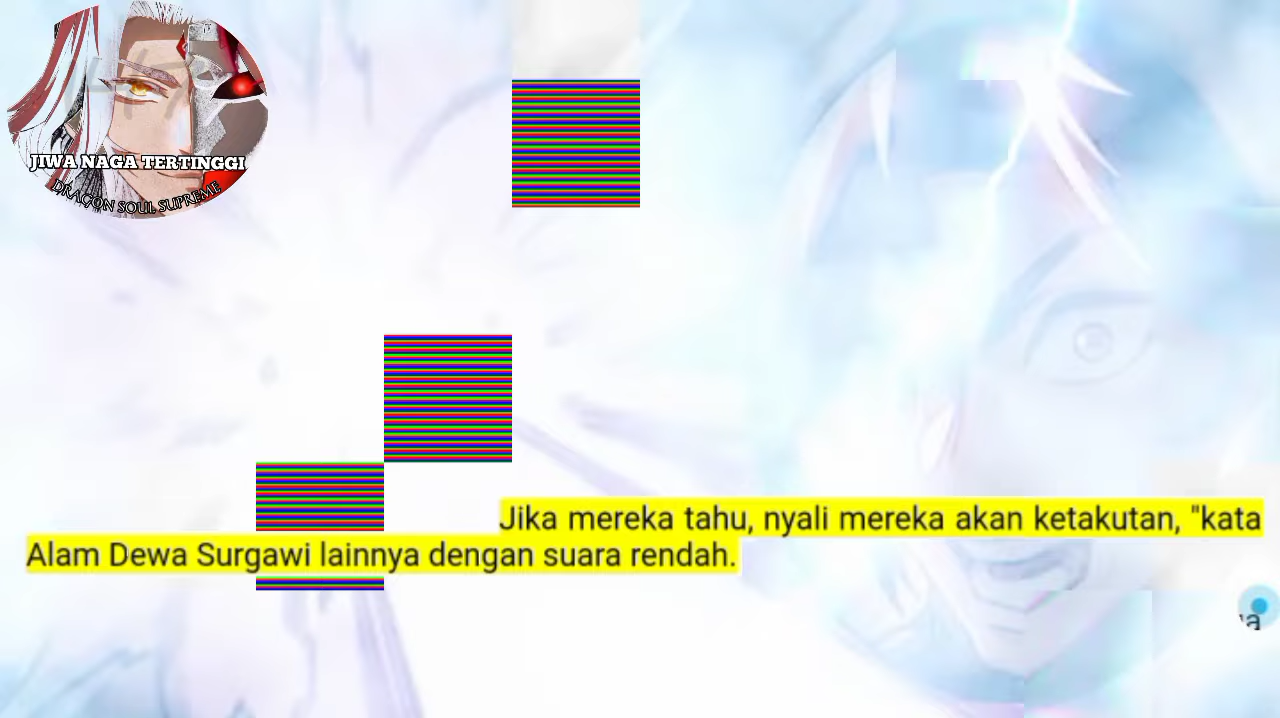 JIWA NAGA TERTINGGI
DRAGON SOUL SUPREME
Jika mereka tahu, nyali mereka akan ketakutan, "kata
Alam Dewa Surgawi lainnya dengan suara rendah.